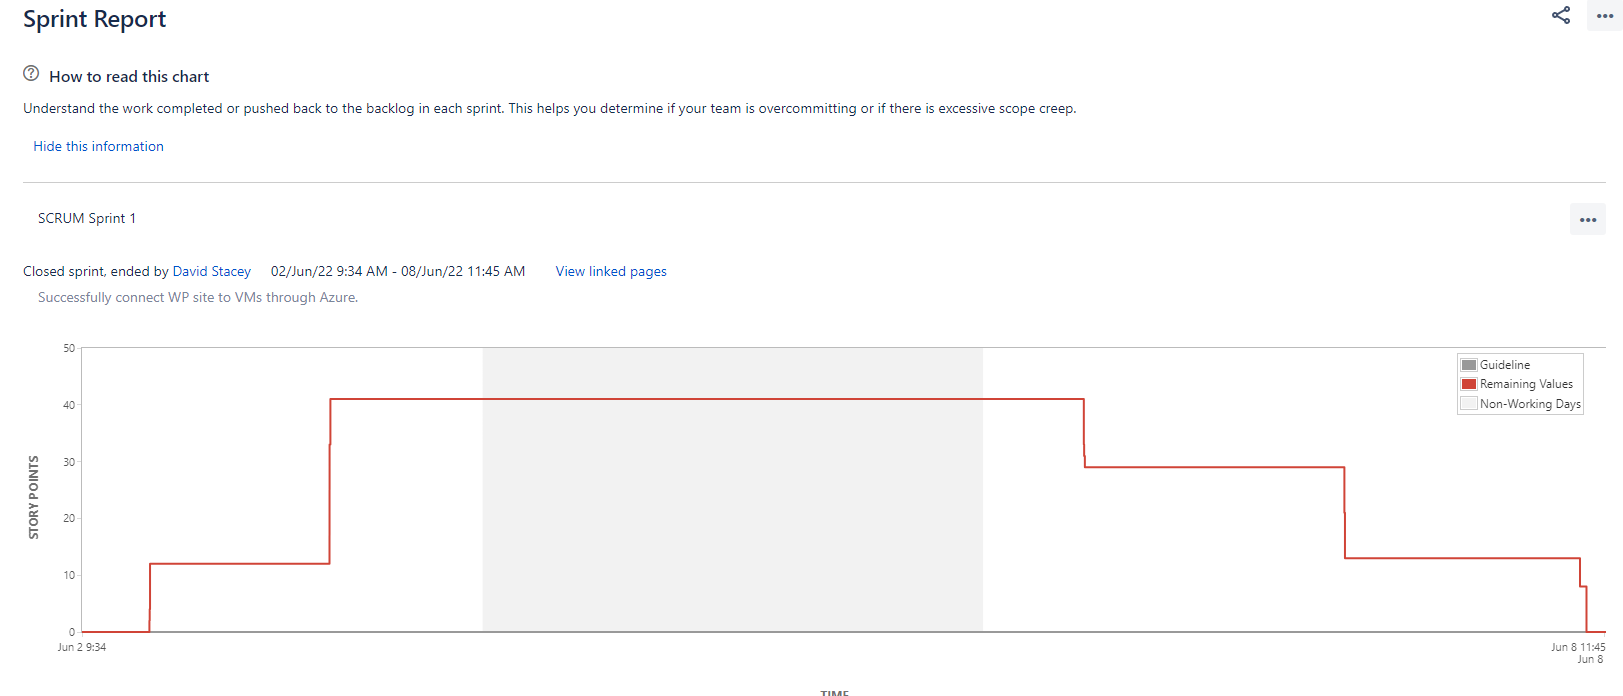 Sprint Report
How to read this chart
Understand the work completed or pushed back to the backlog in each sprint. This helps you determine if your team is overcommitting or if there is excessive scope creep.
Hide this information
SCRUM Sprint 1
Closed sprint, ended by David Stacey 02/Jun/22 9:34 AM - 08/Jun/22 11:45 AM View linked pages
Successfully connect WP site to VMs through Azure.
50
40
30
20
10
0
STORY POINTS
Guideline
Remaining Values
Non-Working Days
Jun 2 9:34
Jun 8 11:45
Jun 8
TIME